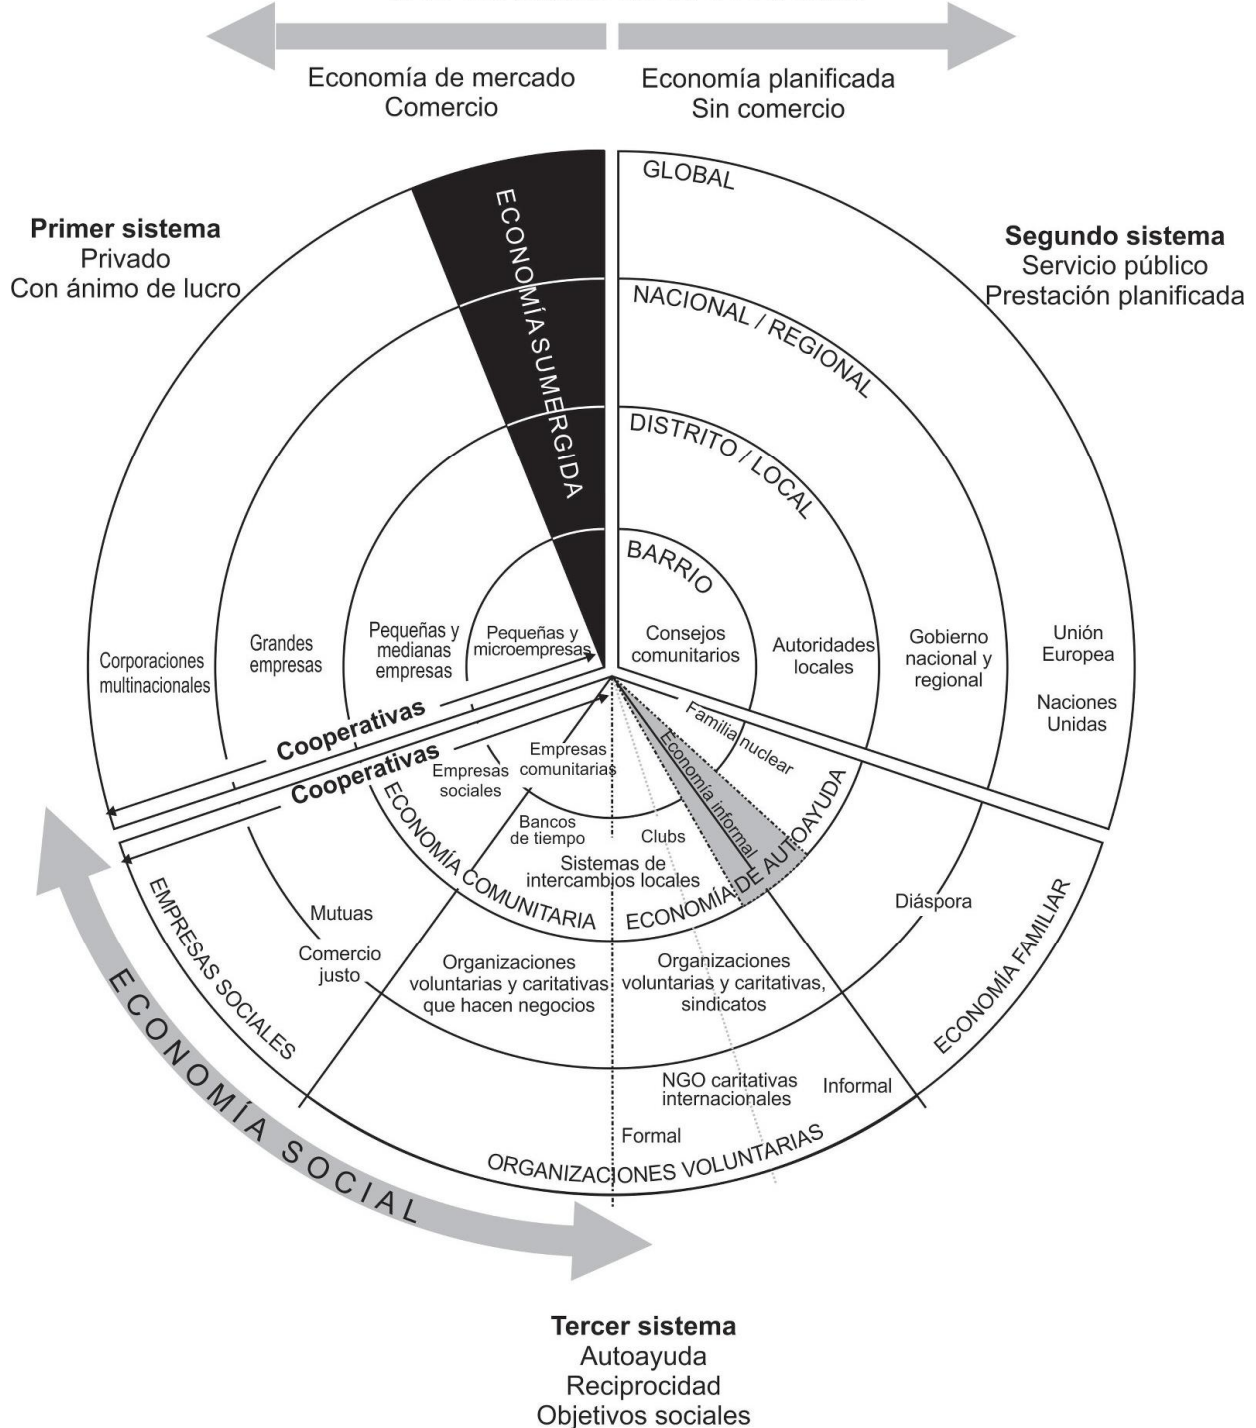 Economía de mercado
Comercio
Economía planificada
Sin comercio
Primer sistema
Privado
Con ánimo de lucro
Segundo sistema
Servicio público
Prestación planificada
ECONOMÍA SUMERGIDA
GLOBAL
NACIONAL / REGIONAL
DISTRITO / LOCAL
BARRIO
Corporaciones
multinacionales
Grandes
empresas
Pequeñas y
medianas
empresas
Pequeñas y
microempresas
Consejos
comunitarios
Autoridades
locales
Gobierno
nacional y
regional
Unión
Europea
Naciones
Unidas
Cooperativas
Cooperativas
Empresas
sociales
Empresas
comunitarias
Familia nuclear
Economía informal
Bancos
de tiempo
Clubs
Sistemas de
intercambios locales
ECONOMÍA COMUNITARIA
ECONOMÍA DE AUTOAYUDA
EMPRESAS SOCIALES
Mutuas
Comercio
justo
Organizaciones
voluntarias y caritativas
que hacen negocios
Organizaciones
voluntarias y caritativas,
sindicatos
Diáspora
ECONOMÍA FAMILIAR
NGO caritativas
internacionales
Informal
Formal
ORGANIZACIONES VOLUNTARIAS
ECONOMÍA SOCIAL
Tercer sistema
Autoayuda
Reciprocidad
Objetivos sociales